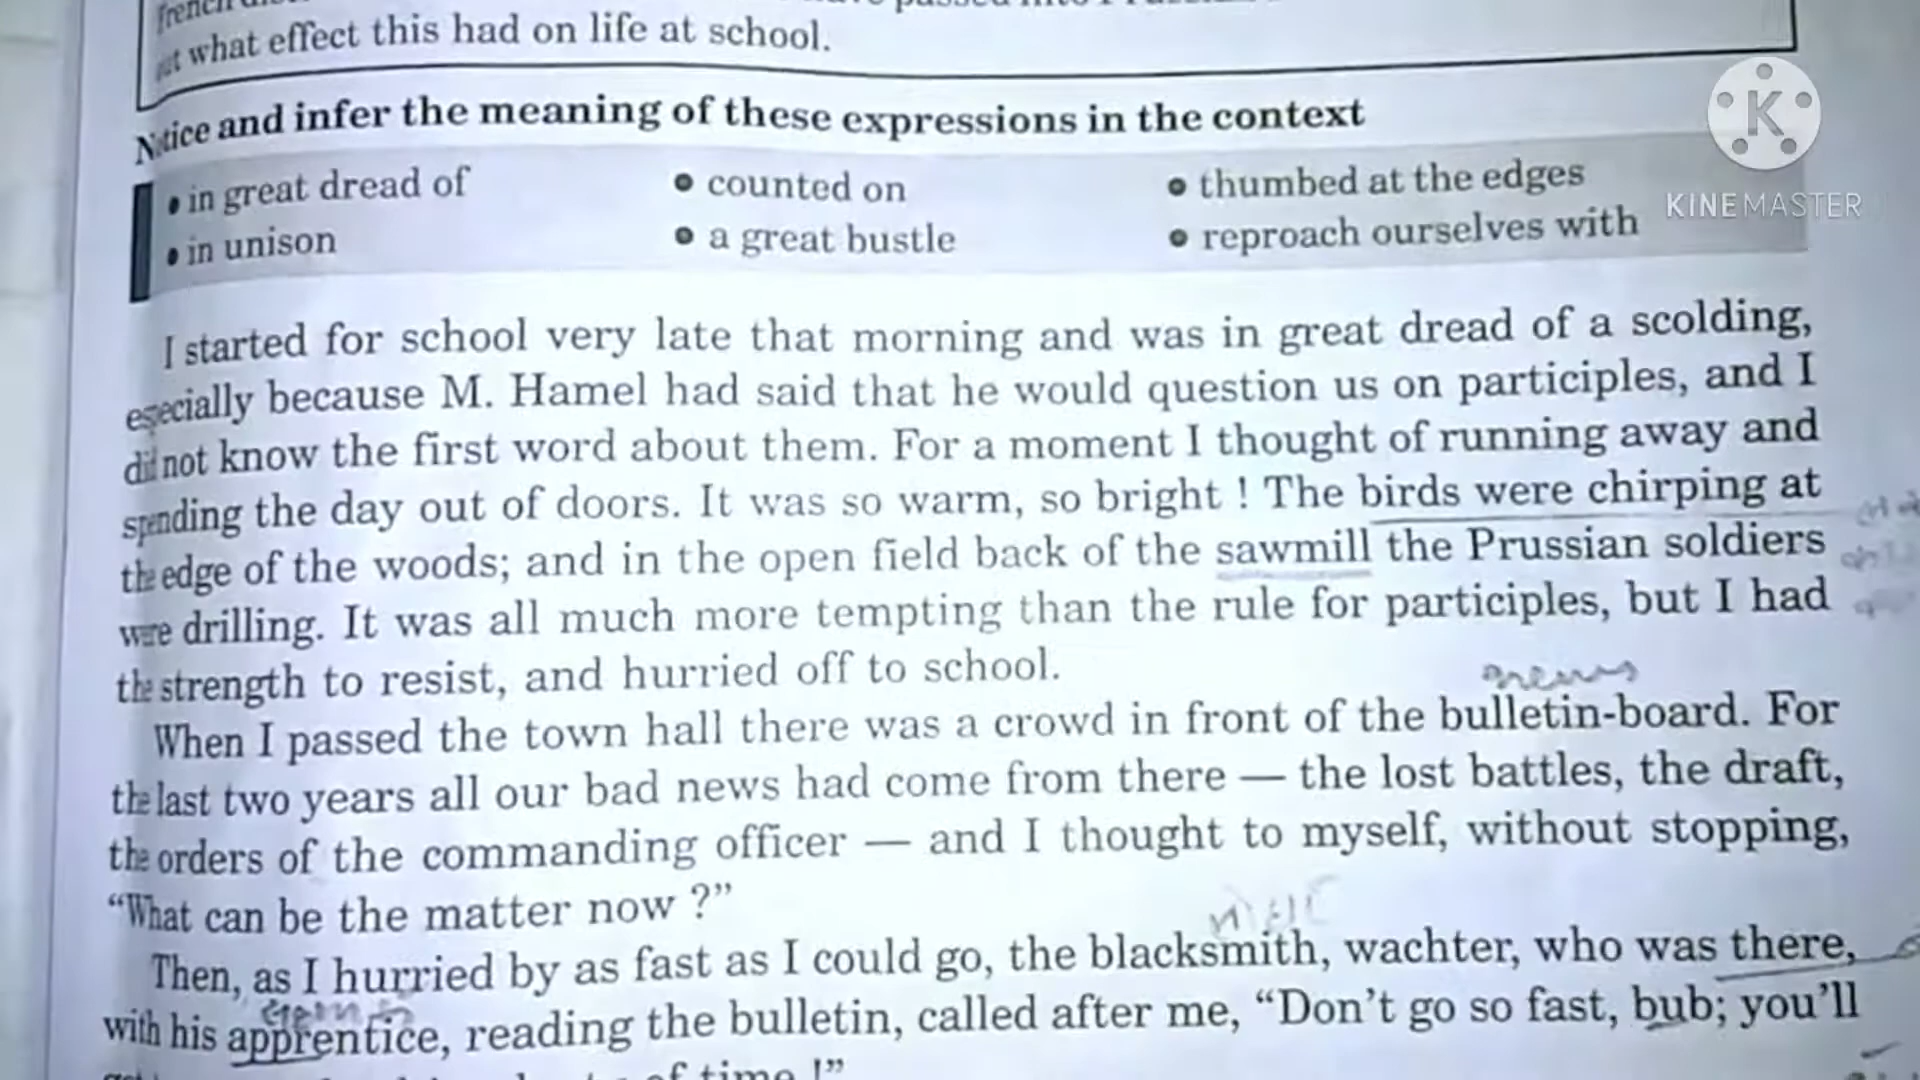 what effect this had on life at school.
Notice and infer the meaning of these expressions in the context
• in great dread of • counted on • thumbed at the edges
• in unison • a great bustle • reproach ourselves with
K
KINEMASTER
I started for school very late that morning and was in great dread of a scolding,
especially because M. Hamel had said that he would question us on participles, and I
did not know the first word about them. For a moment I thought of running away and
spending the day out of doors. It was so warm, so bright ! The birds were chirping at
the edge of the woods; and in the open field back of the sawmill the Prussian soldiers
were drilling. It was all much more tempting than the rule for participles, but I had
the strength to resist, and hurried off to school.
news
When I passed the town hall there was a crowd in front of the bulletin-board. For
the last two years all our bad news had come from there — the lost battles, the draft,
the orders of the commanding officer — and I thought to myself, without stopping,
“What can be the matter now ?”
Then, as I hurried by as fast as I could go, the blacksmith, wachter, who was there,
with his apprentice, reading the bulletin, called after me, “Don’t go so fast, bub; you’ll
of time !”